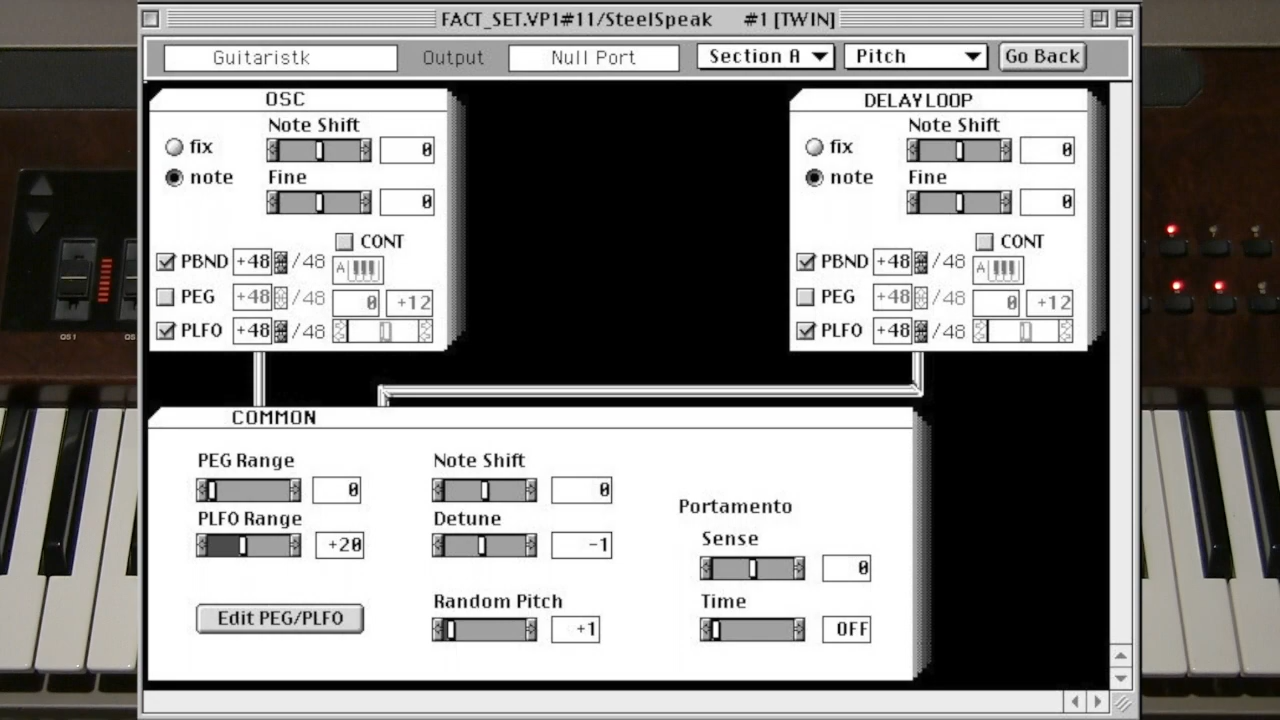 FACT_SET.VP1#11/SteelSpeak #1 [TWIN]
Guitaristk Output Null Port Section A Pitch Go Back
OSC
Note Shift
fix 0
note Fine
0
CONT
PBND +48 /48 A
PEG +48 /48 0 +12
PLFO +48 /48
DELAY LOOP
Note Shift
fix 0
note Fine
0
CONT
PBND +48 /48 A
PEG +48 /48 0 +12
PLFO +48 /48
COMMON
PEG Range
0
PLFO Range
+20
Edit PEG/PLFO
Note Shift
0
Detune
-1
Random Pitch
+1
Portamento
Sense
0
Time
OFF
OS1